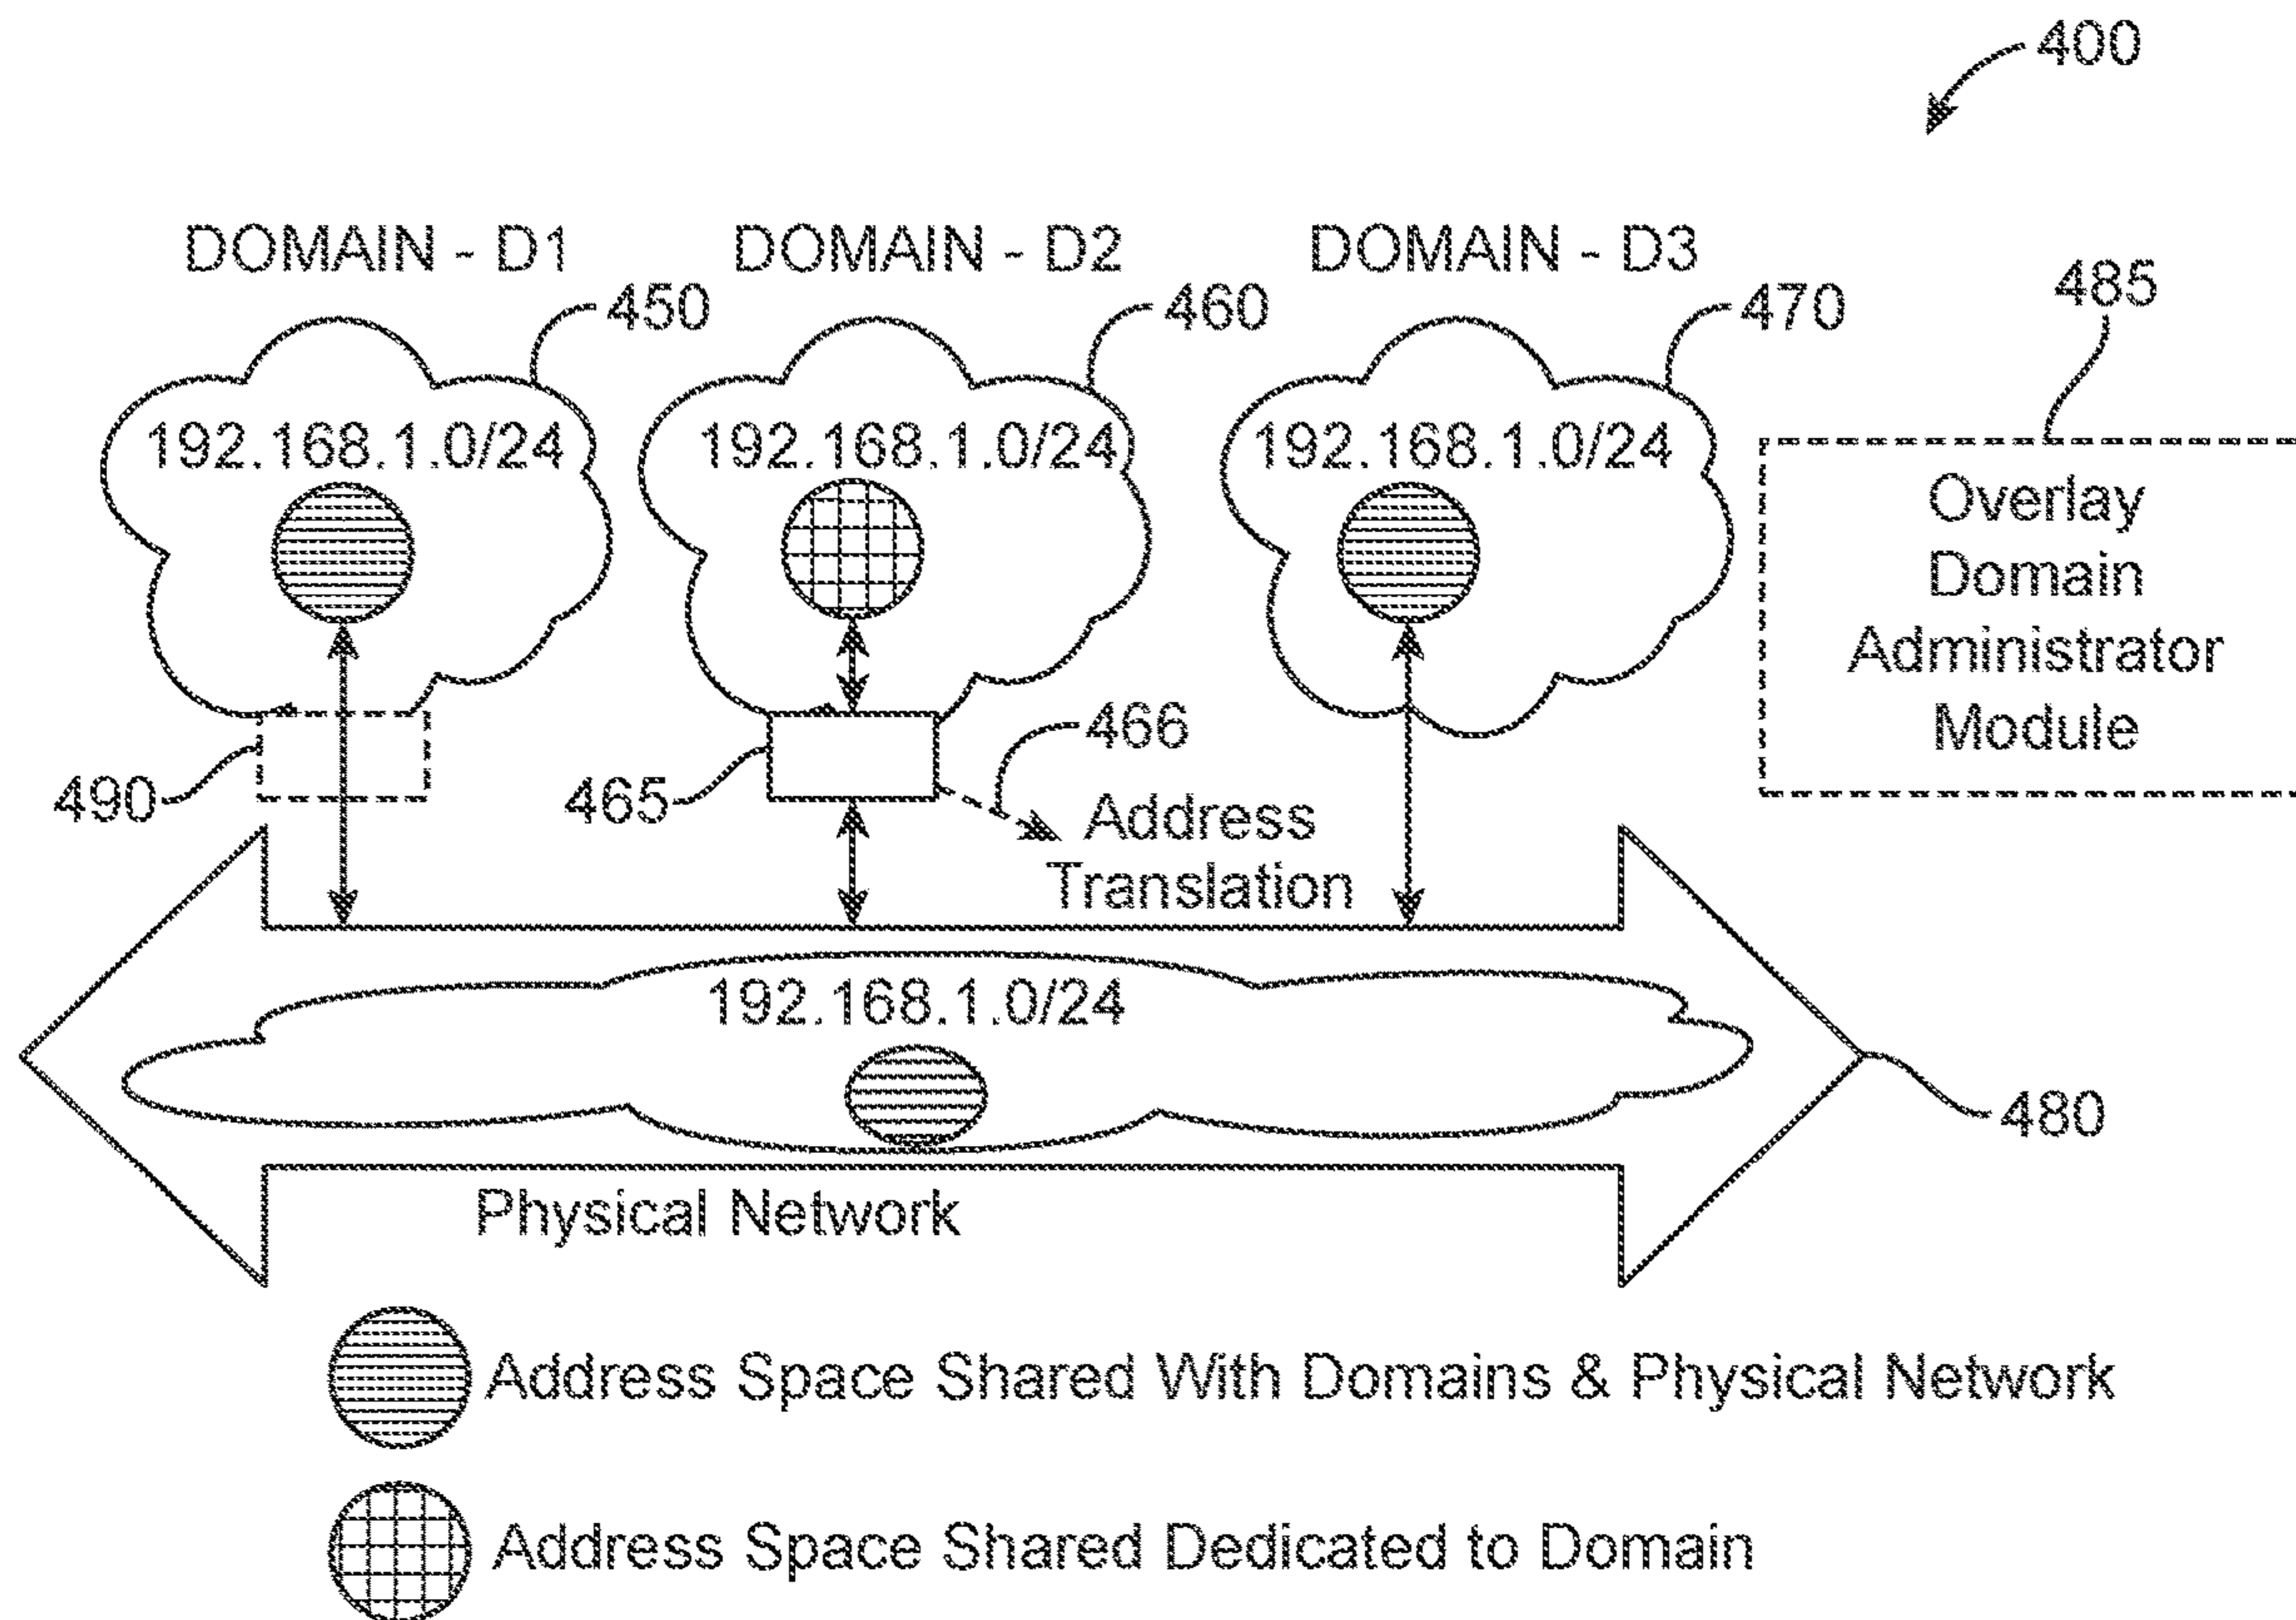 400
DOMAIN - D1
DOMAIN - D2
DOMAIN - D3
450
460
470
485
192.168.1.0/24
192.168.1.0/24
192.168.1.0/24
Overlay
Domain
Administrator
Module
490
465
466
Address
Translation
192.168.1.0/24
480
Physical Network
Address Space Shared With Domains & Physical Network
Address Space Shared Dedicated to Domain